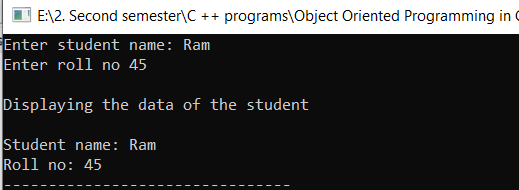 E:\2. Second semester\C ++ programs\Object Oriented Programming in
Enter student name: Ram
Enter roll no 45
Displaying the data of the student
Student name: Ram
Roll no: 45
--------------------------------